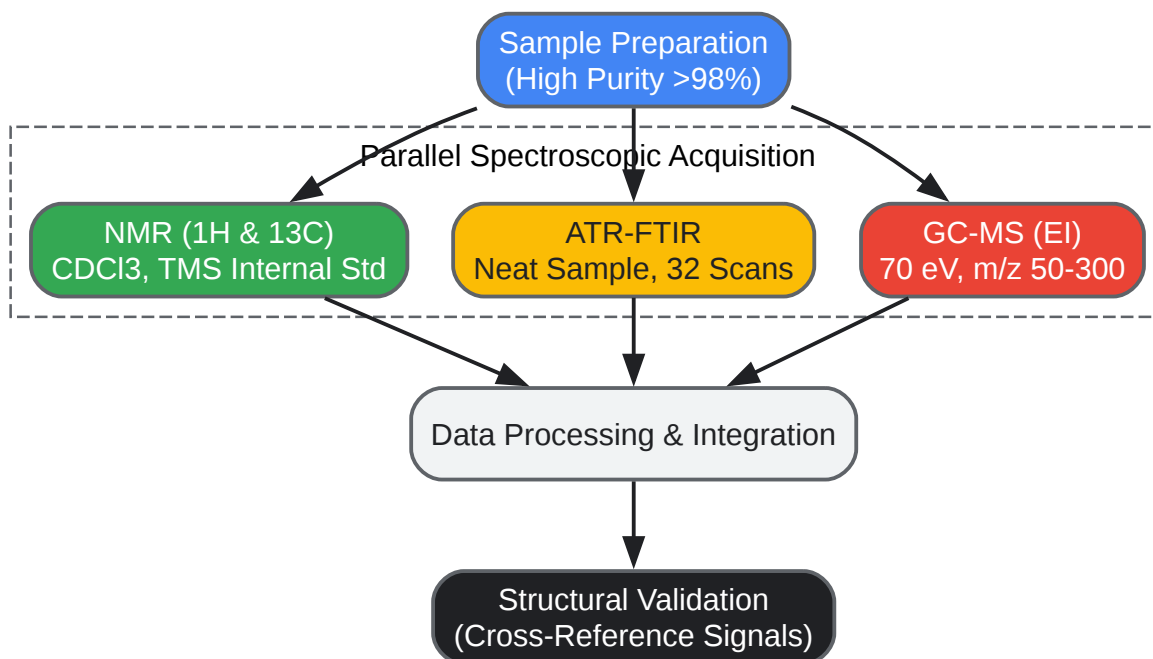 Sample Preparation
(High Purity >98%)
Parallel Spectroscopic Acquisition
NMR (1H & 13C)
CDCl3, TMS Internal Std
ATR-FTIR
Neat Sample, 32 Scans
GC-MS (EI)
70 eV, m/z 50-300
Data Processing & Integration
Structural Validation
(Cross-Reference Signals)